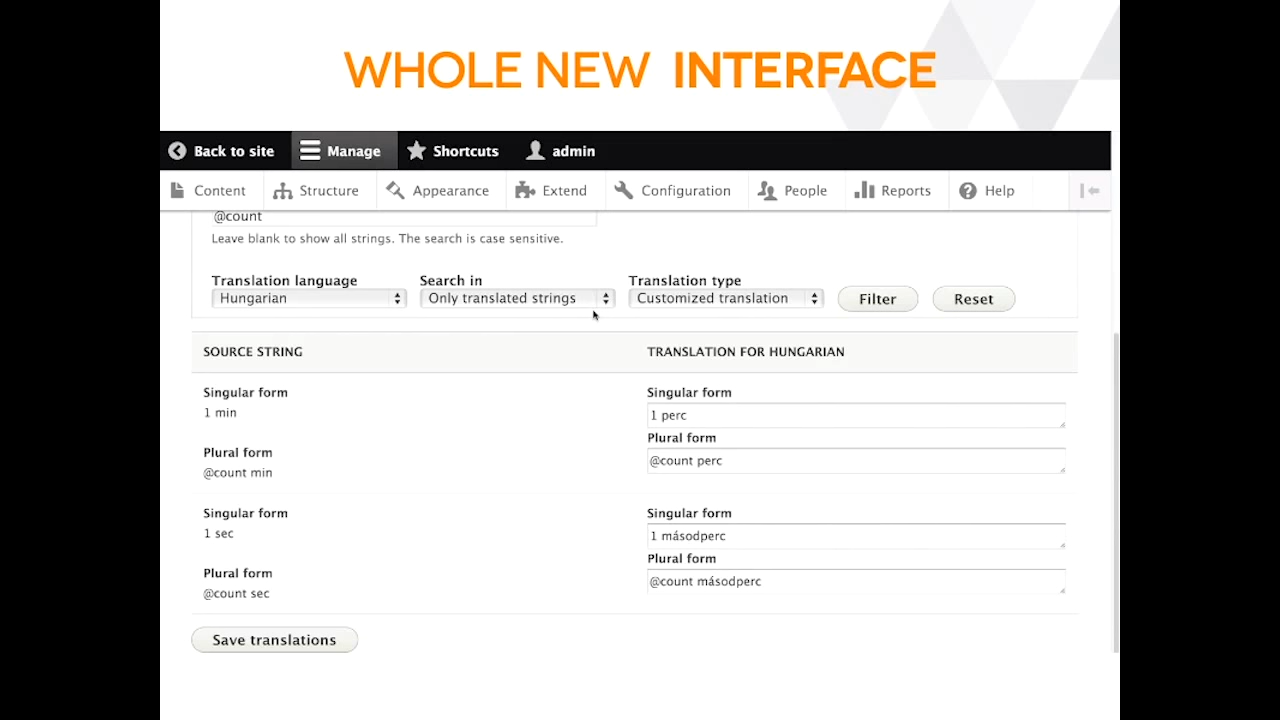 WHOLE NEW INTERFACE
Back to site Manage Shortcuts admin
Content Structure Appearance Extend Configuration People Reports Help
@count
Leave blank to show all strings. The search is case sensitive.
Translation language Search in Translation type
Hungarian Only translated strings Customized translation Filter Reset
SOURCE STRING TRANSLATION FOR HUNGARIAN
Singular form Singular form
1 min 1 perc
Plural form Plural form
@count min @count perc
Singular form Singular form
1 sec 1 másodperc
Plural form Plural form
@count sec @count másodperc
Save translations